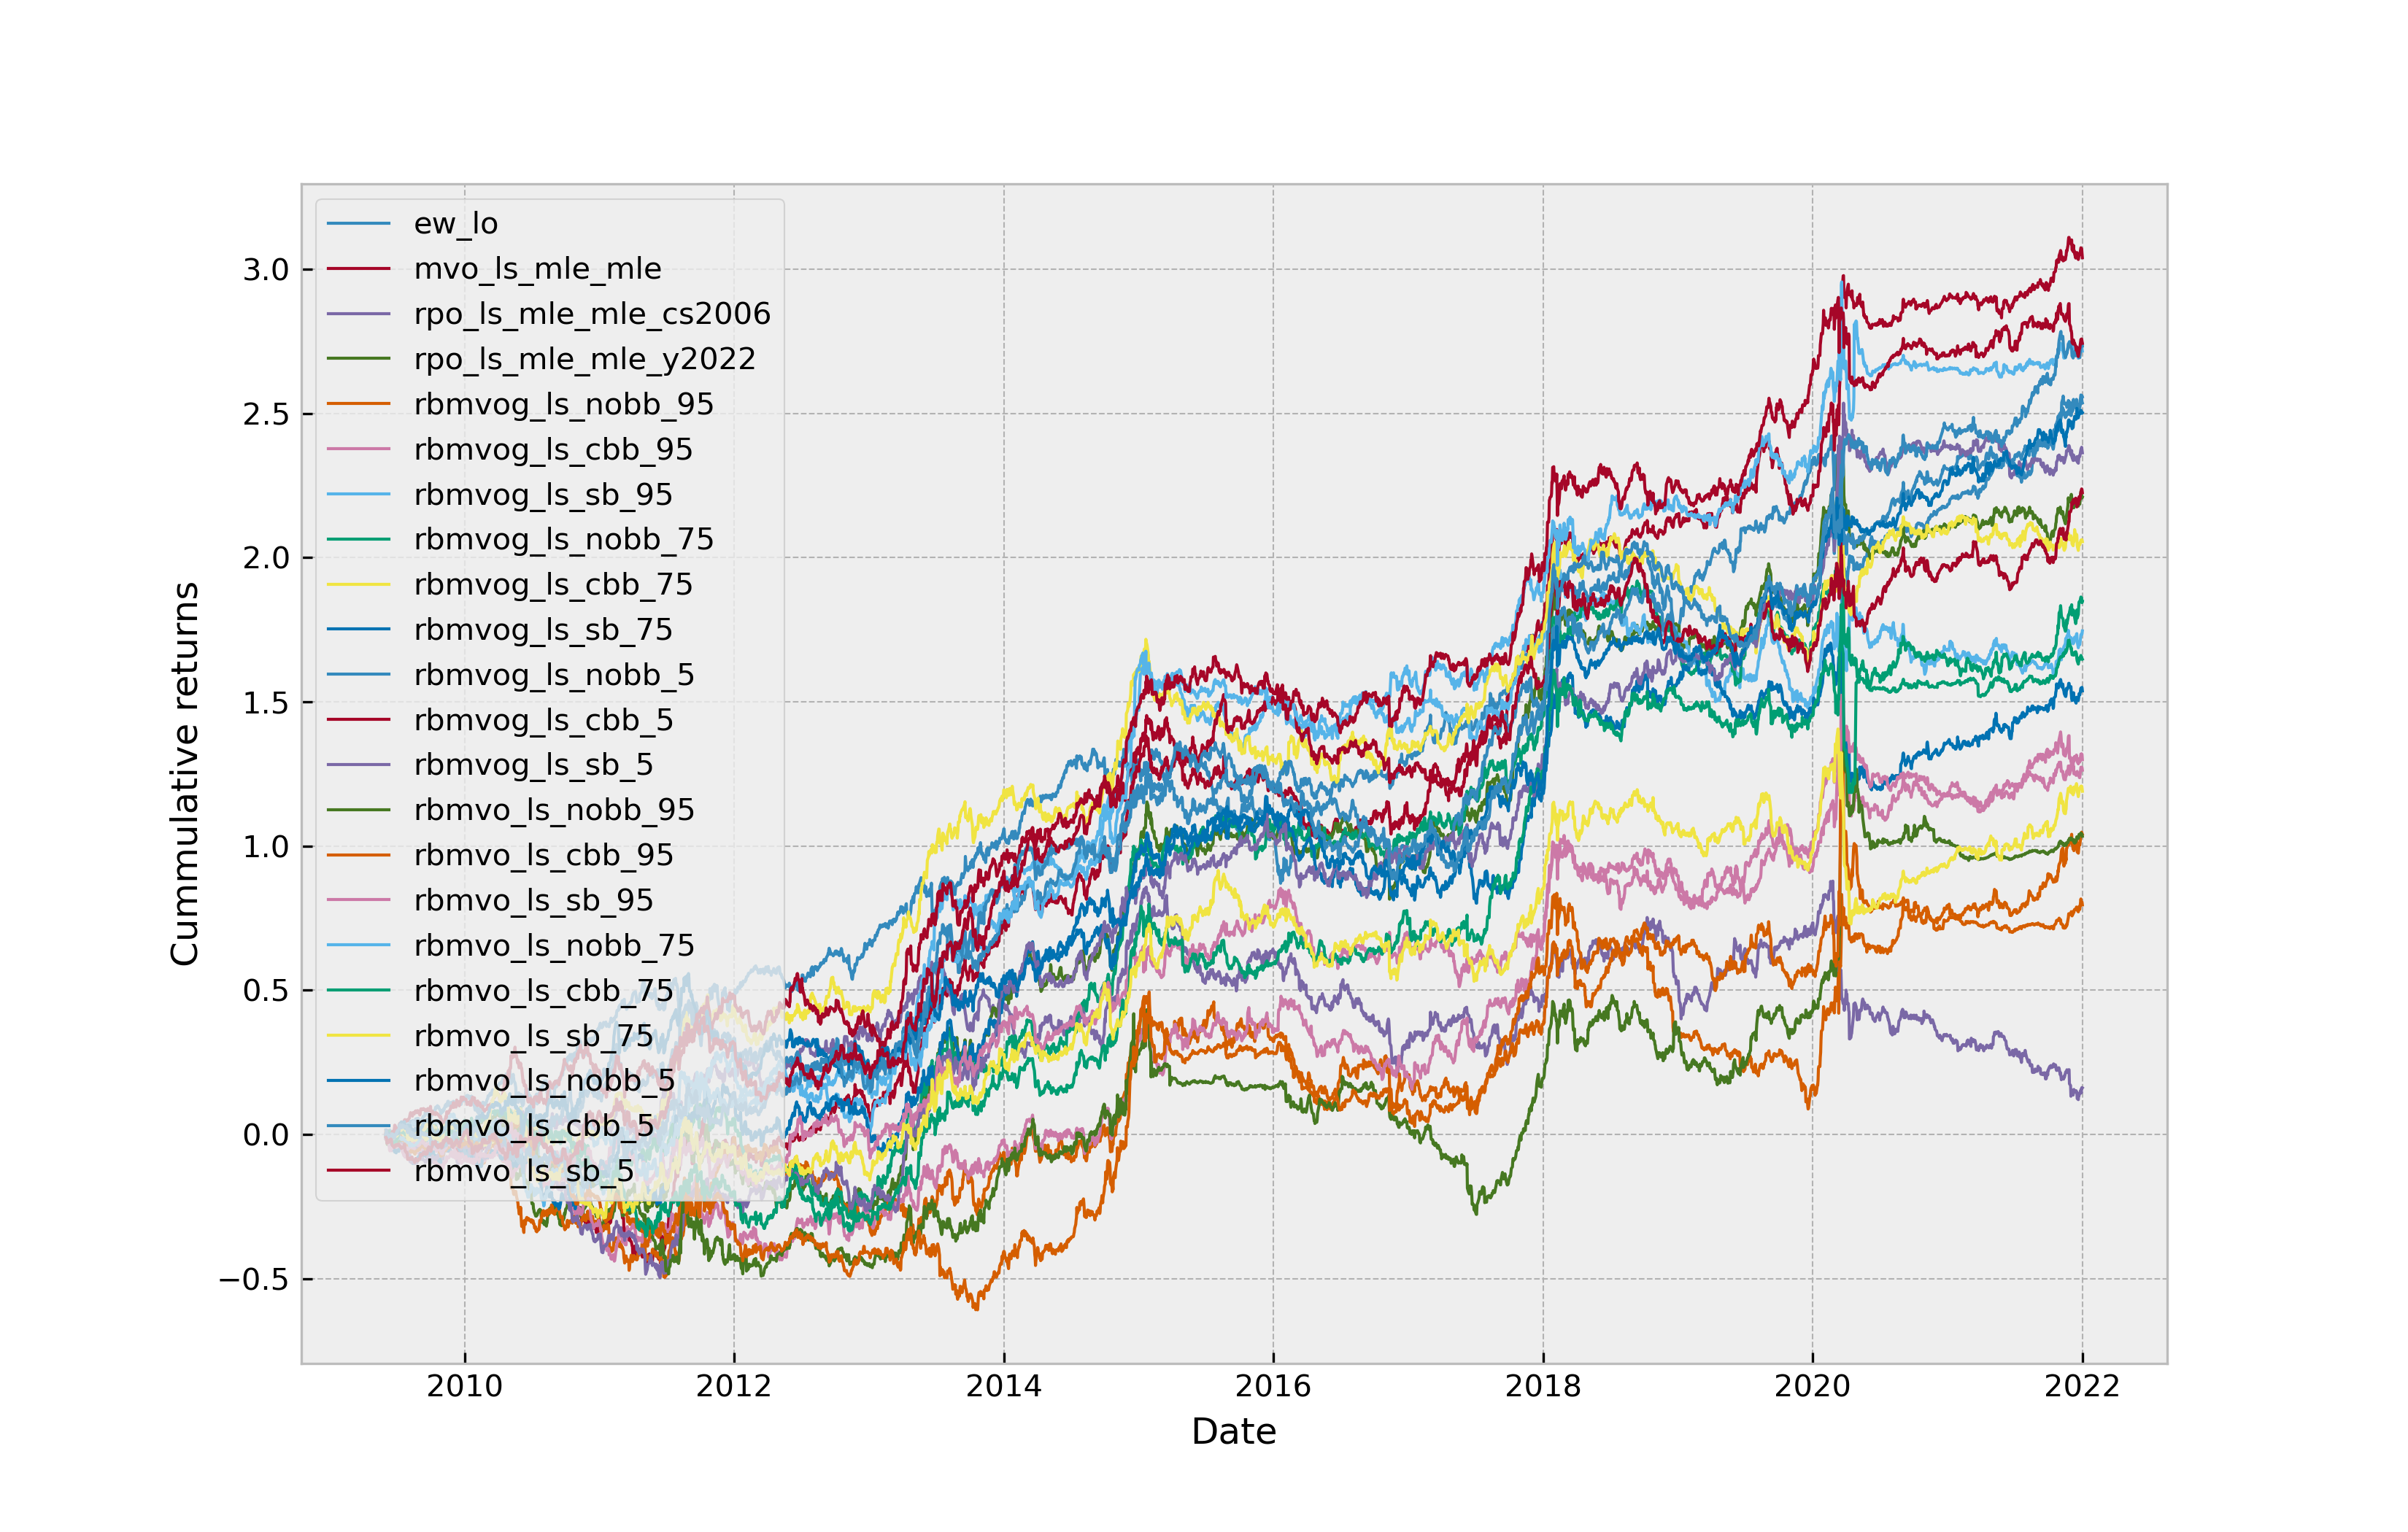 ew_lo
mvo_ls_mle_mle
rpo_ls_mle_mle_cs2006
rpo_ls_mle_mle_y2022
rbmvog_ls_nobb_95
rbmvog_ls_cbb_95
rbmvog_ls_sb_95
rbmvog_ls_nobb_75
rbmvog_ls_cbb_75
rbmvog_ls_sb_75
rbmvog_ls_nobb_5
rbmvog_ls_cbb_5
rbmvog_ls_sb_5
rbmvo_ls_nobb_95
rbmvo_ls_cbb_95
rbmvo_ls_sb_95
rbmvo_ls_nobb_75
rbmvo_ls_cbb_75
rbmvo_ls_sb_75
rbmvo_ls_nobb_5
rbmvo_ls_cbb_5
rbmvo_ls_sb_5
3.0
2.5
2.0
1.5
1.0
0.5
0.0
−0.5
Cummulative returns
2010 2012 2014 2016 2018 2020 2022
Date